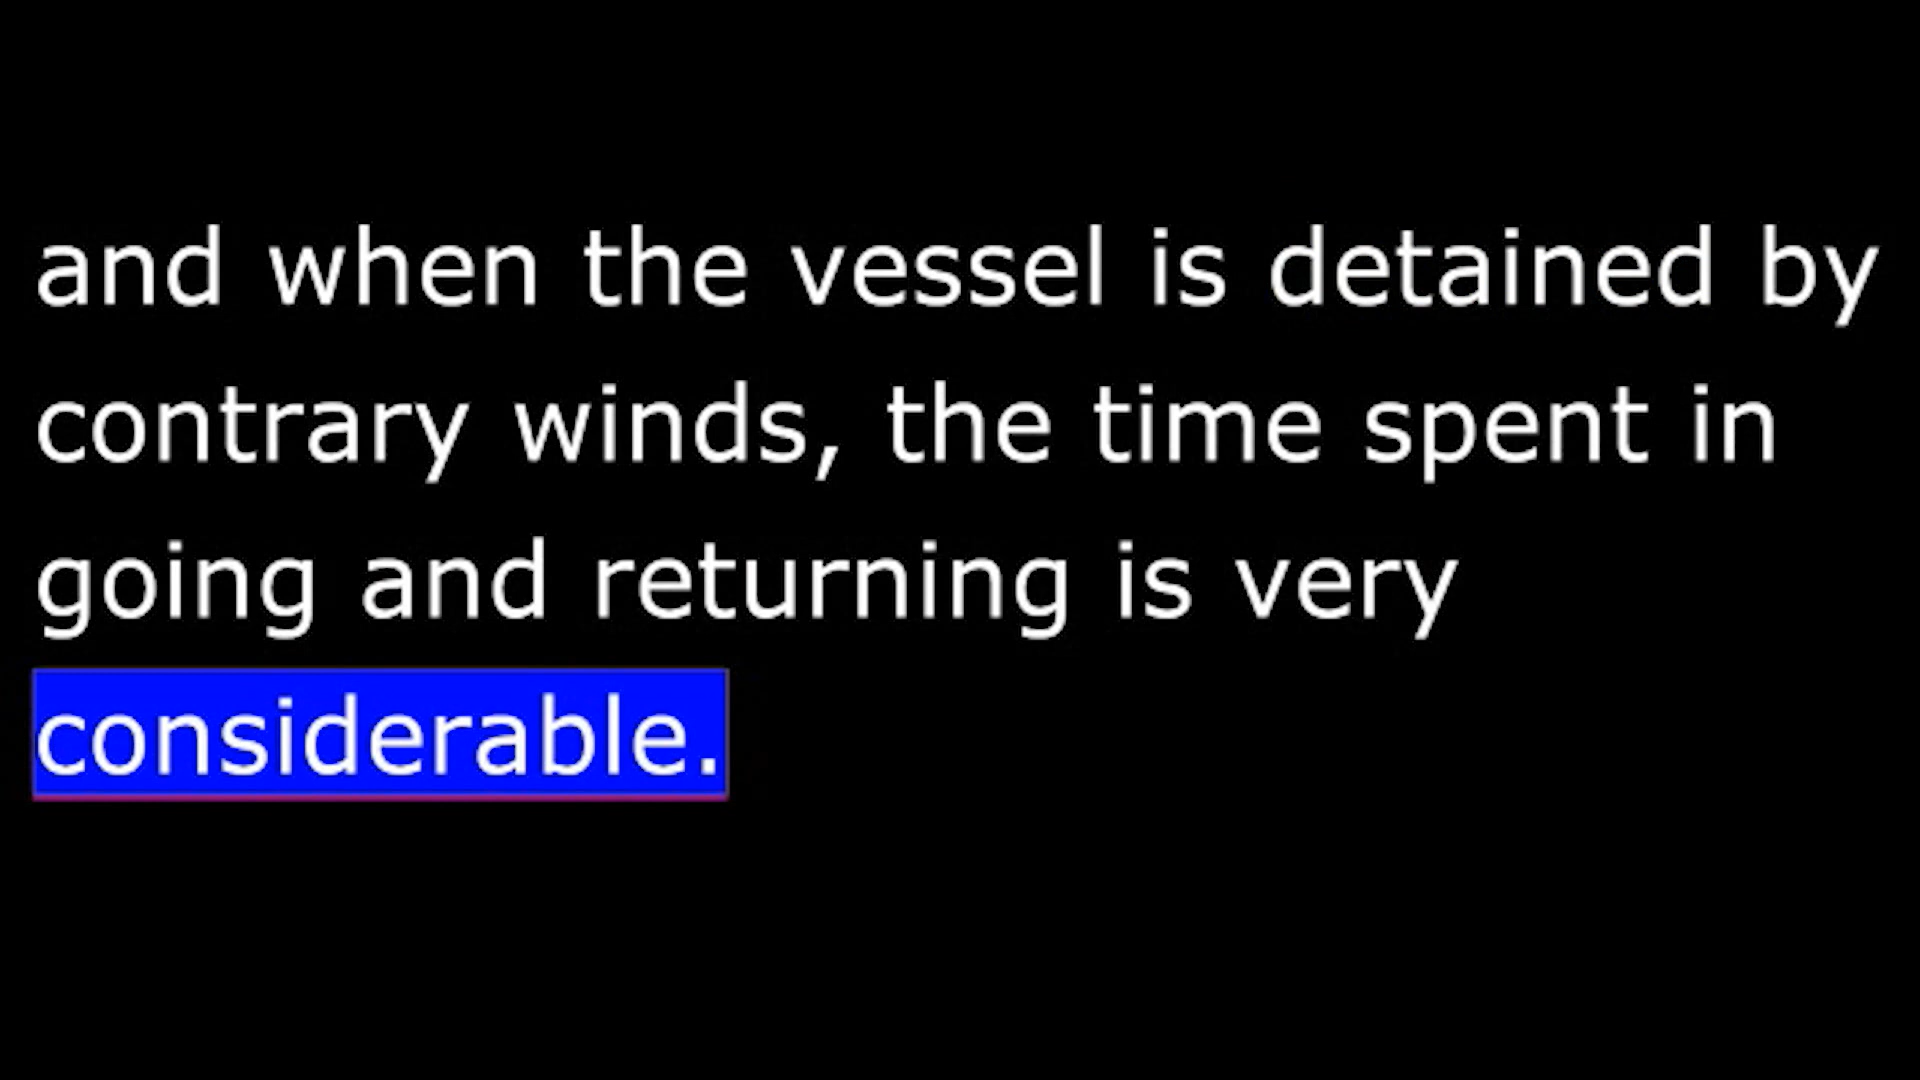 and when the vessel is detained by
contrary winds, the time spent in
going and returning is very
considerable.